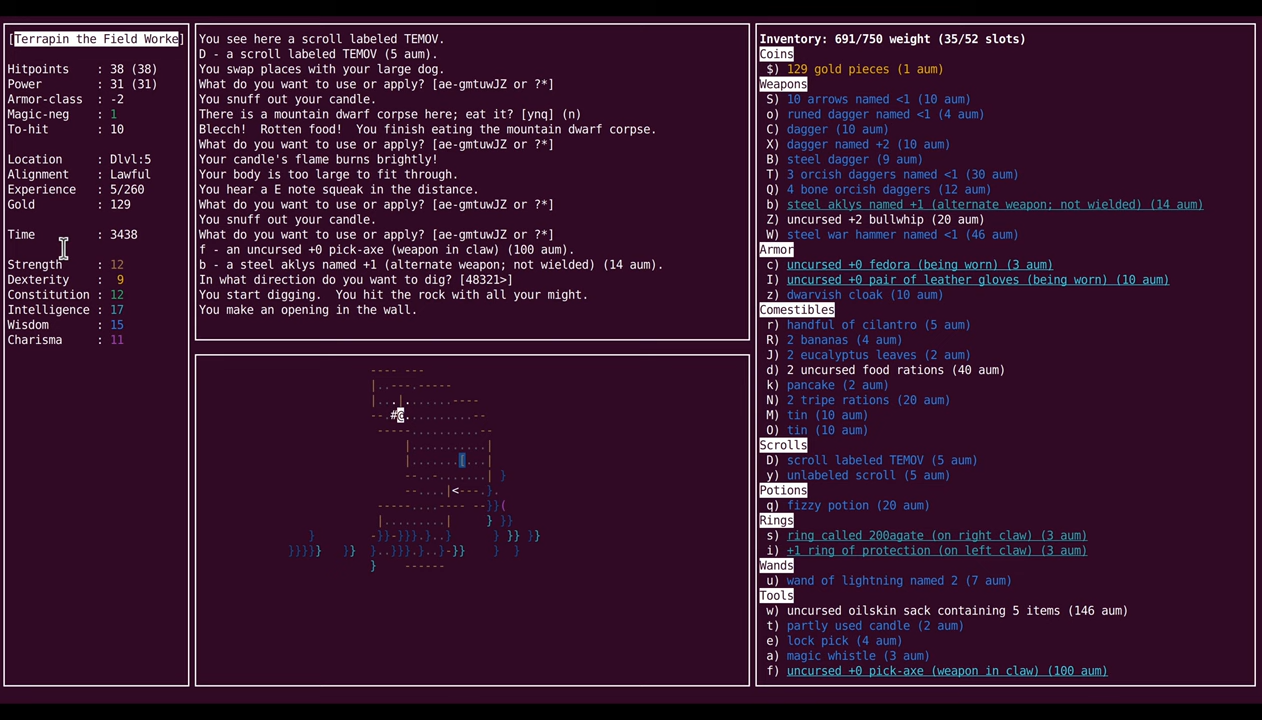 [Terrapin the Field Worke]
Hitpoints : 38 (38)
Power : 31 (31)
Armor-class : -2
Magic-neg : 1
To-hit : 10
Location : Dlvl:5
Alignment : Lawful
Experience : 5/260
Gold : 129
Time : 3438
Strength : 12
Dexterity : 9
Constitution : 12
Intelligence : 17
Wisdom : 15
Charisma : 11
You see here a scroll labeled TEMOV.
D - a scroll labeled TEMOV (5 aum).
You swap places with your large dog.
What do you want to use or apply? [ae-gmtuwJZ or ?*]
You snuff out your candle.
There is a mountain dwarf corpse here; eat it? [ynq] (n)
Blecch!  Rotten food!  You finish eating the mountain dwarf corpse.
What do you want to use or apply? [ae-gmtuwJZ or ?*]
Your candle's flame burns brightly!
Your body is too large to fit through.
You hear a E note squeak in the distance.
What do you want to use or apply? [ae-gmtuwJZ or ?*]
You snuff out your candle.
What do you want to use or apply? [ae-gmtuwJZ or ?*]
f - an uncursed +0 pick-axe (weapon in claw) (100 aum).
b - a steel aklys named +1 (alternate weapon; not wielded) (14 aum).
In what direction do you want to dig? [48321>]
You start digging.  You hit the rock with all your might.
You make an opening in the wall.
Inventory: 691/750 weight (35/52 slots)
Coins
$) 129 gold pieces (1 aum)
Weapons
S) 10 arrows named <1 (10 aum)
o) runed dagger named <1 (4 aum)
C) dagger (10 aum)
X) dagger named +2 (10 aum)
B) steel dagger (9 aum)
T) 3 orcish daggers named <1 (30 aum)
Q) 4 bone orcish daggers (12 aum)
b) steel aklys named +1 (alternate weapon; not wielded) (14 aum)
Z) uncursed +2 bullwhip (20 aum)
W) steel war hammer named <1 (46 aum)
Armor
c) uncursed +0 fedora (being worn) (3 aum)
I) uncursed +0 pair of leather gloves (being worn) (10 aum)
z) dwarvish cloak (10 aum)
Comestibles
r) handful of cilantro (5 aum)
R) 2 bananas (4 aum)
J) 2 eucalyptus leaves (2 aum)
d) 2 uncursed food rations (40 aum)
k) pancake (2 aum)
N) 2 tripe rations (20 aum)
M) tin (10 aum)
O) tin (10 aum)
Scrolls
D) scroll labeled TEMOV (5 aum)
y) unlabeled scroll (5 aum)
Potions
q) fizzy potion (20 aum)
Rings
s) ring called 200agate (on right claw) (3 aum)
i) +1 ring of protection (on left claw) (3 aum)
Wands
u) wand of lightning named 2 (7 aum)
Tools
w) uncursed oilskin sack containing 5 items (146 aum)
t) partly used candle (2 aum)
e) lock pick (4 aum)
a) magic whistle (3 aum)
f) uncursed +0 pick-axe (weapon in claw) (100 aum)